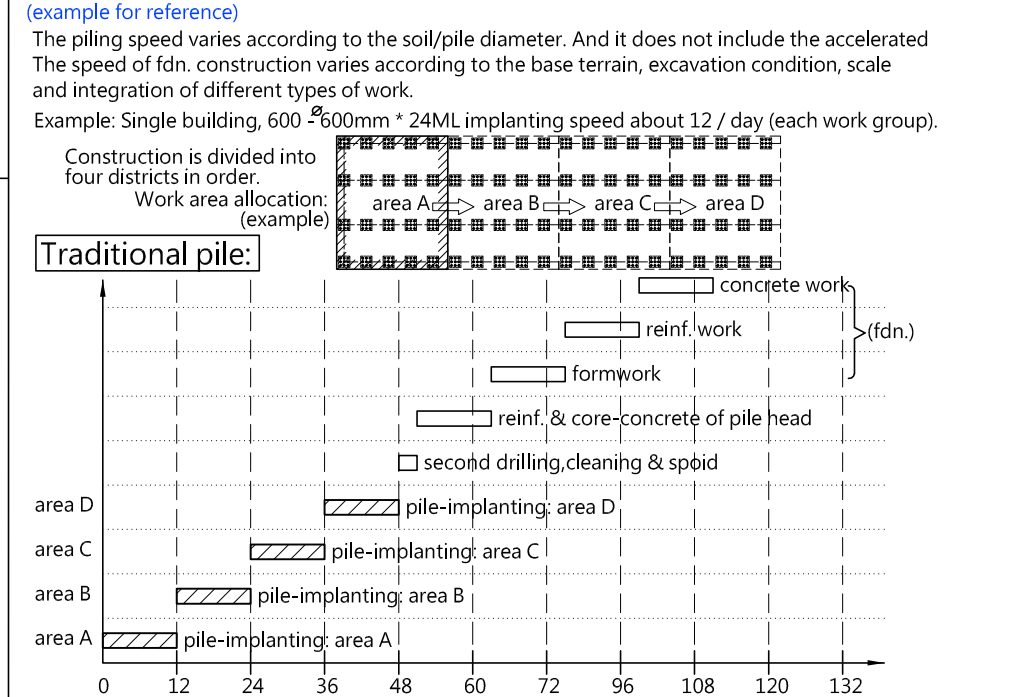 (example for reference)
The piling speed varies according to the soil/pile diameter. And it does not include the accelerated
The speed of fdn. construction varies according to the base terrain, excavation condition, scale
and integration of different types of work.
Example: Single building, 600 - ⌀600mm * 24ML implanting speed about 12 / day (each work group).
Construction is divided into
four districts in order.
Work area allocation:
(example)
area A
area B
area C
area D
Traditional pile:
concrete work
reinf. work
(fdn.)
formwork
reinf. & core-concrete of pile head
second drilling,cleaning & spoid
area D
pile-implanting: area D
area C
pile-implanting: area C
area B
pile-implanting: area B
area A
pile-implanting: area A
0 12 24 36 48 60 72 96 108 120 132